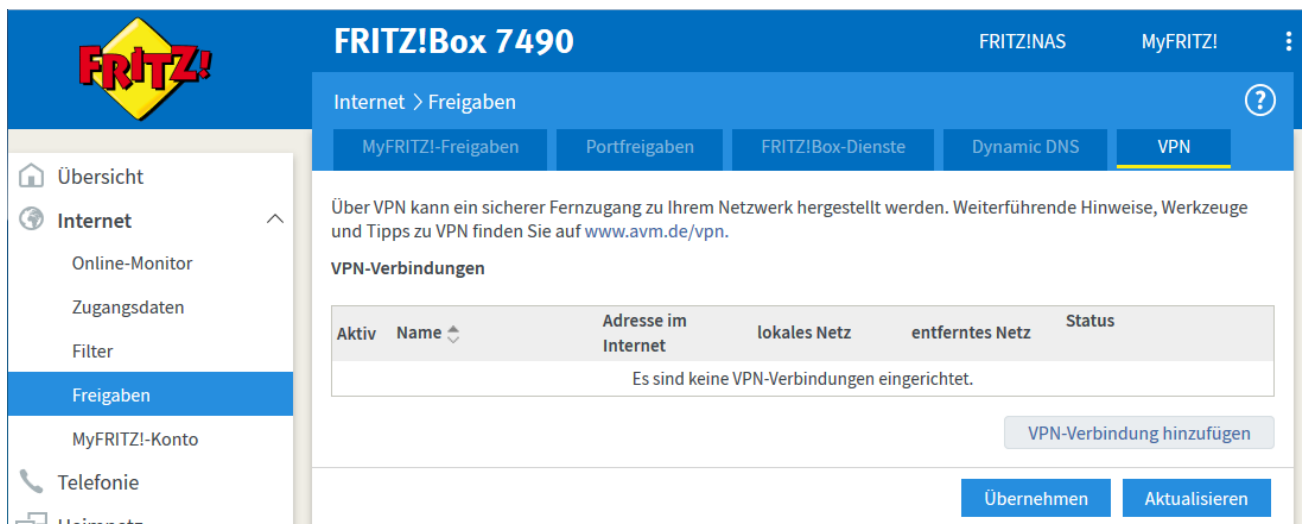 FRITZ!
FRITZ!Box 7490
FRITZ!NAS
MyFRITZ!
Internet > Freigaben
?
MyFRITZ!-Freigaben
Portfreigaben
FRITZ!Box-Dienste
Dynamic DNS
VPN
Übersicht
Internet
Online-Monitor
Zugangsdaten
Filter
Freigaben
MyFRITZ!-Konto
Telefonie
Heimnetz
Über VPN kann ein sicherer Fernzugang zu Ihrem Netzwerk hergestellt werden. Weiterführende Hinweise, Werkzeuge
und Tipps zu VPN finden Sie auf www.avm.de/vpn.
VPN-Verbindungen
Aktiv
Name
Adresse im
Internet
lokales Netz
entferntes Netz
Status
Es sind keine VPN-Verbindungen eingerichtet.
VPN-Verbindung hinzufügen
Übernehmen
Aktualisieren